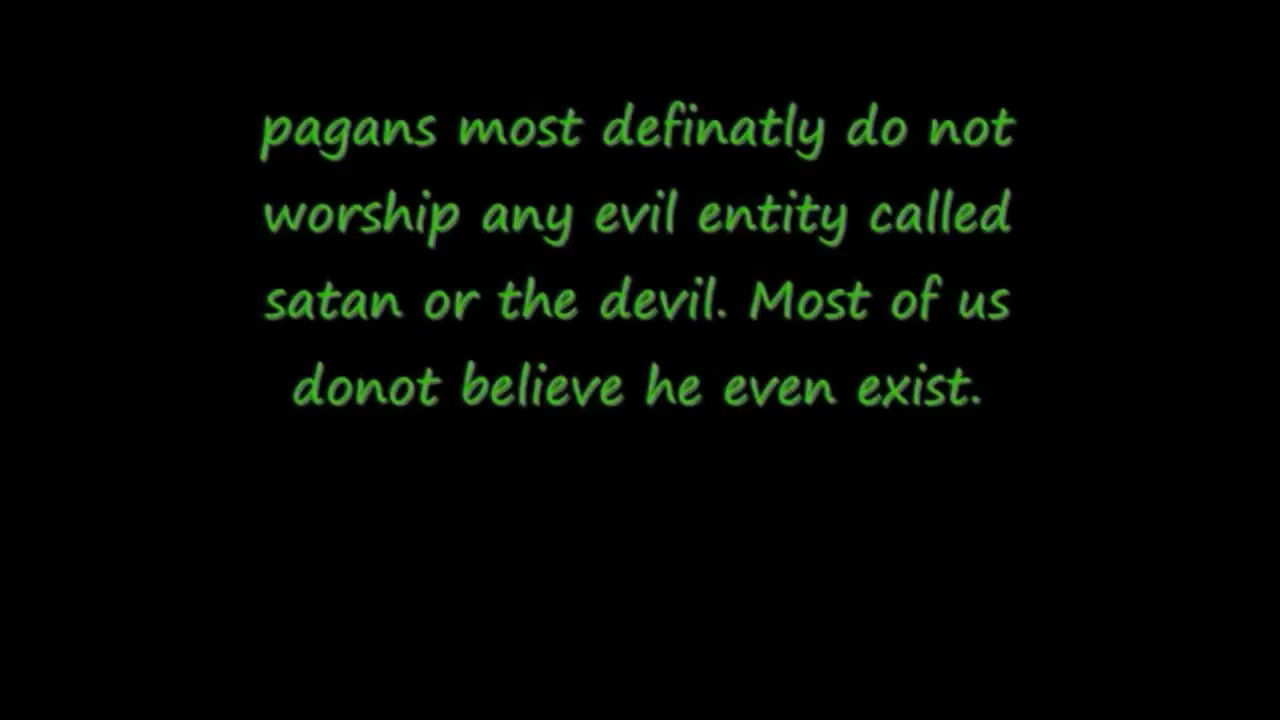 pagans most definatly do not
worship any evil entity called
satan or the devil. Most of us
donot believe he even exist.